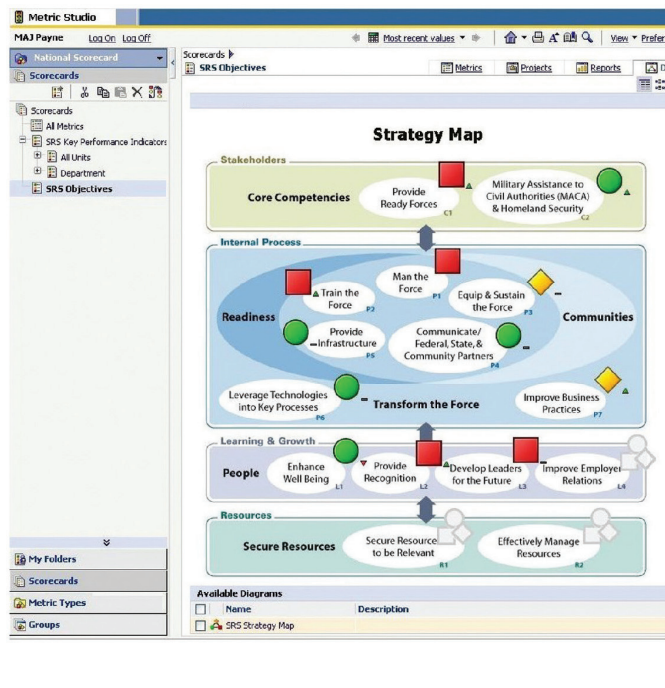 Metric Studio
MAJ Payne Log On Log Off
Most recent values
View Prefer
National Scorecard
Scorecards
Scorecards
All Metrics
SRS Key Performance Indicators
All Units
Department
SRS Objectives
My Folders
Scorecards
Metric Types
Groups
Scorecards
SRS Objectives
Metrics Projects Reports D
Strategy Map
Stakeholders
Core Competencies
Provide
Ready Forces
C1
Military Assistance to
Civil Authorities (MACA)
& Homeland Security
C2
Internal Process
Readiness
Communities
Train the
Force
P2
Man the
Force
P1
Equip & Sustain
the Force
P3
Provide
Infrastructure
P5
Communicate/
Federal, State, &
Community Partners
P4
Leverage Technologies
into Key Processes
P6
Transform the Force
Improve Business
Practices
P7
Learning & Growth
People
Enhance
Well Being
L1
Provide
Recognition
L2
Develop Leaders
for the Future
L3
Improve Employer
Relations
L4
Resources
Secure Resources
Secure Resource
to be Relevant
R1
Effectively Manage
Resources
R2
Available Diagrams
Name Description
SRS Strategy Map